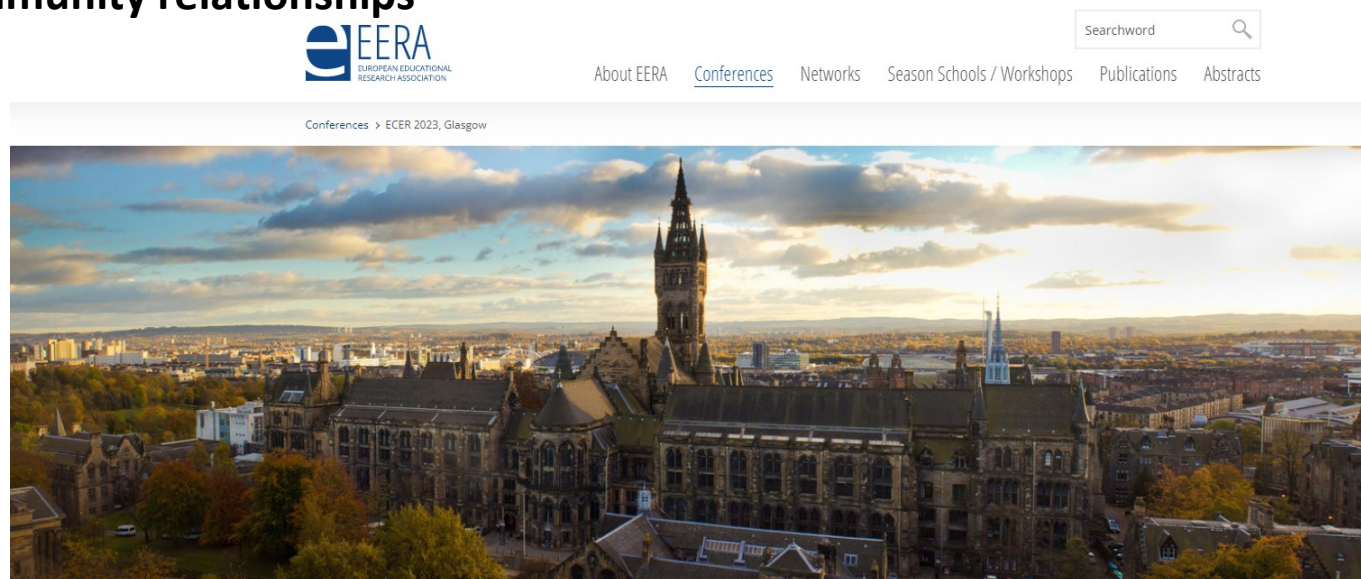 munity relationships
Searchword
EERA
EUROPEAN EDUCATIONAL
RESEARCH ASSOCIATION
About EERA Conferences Networks Season Schools / Workshops Publications Abstracts
Conferences > ECER 2023, Glasgow